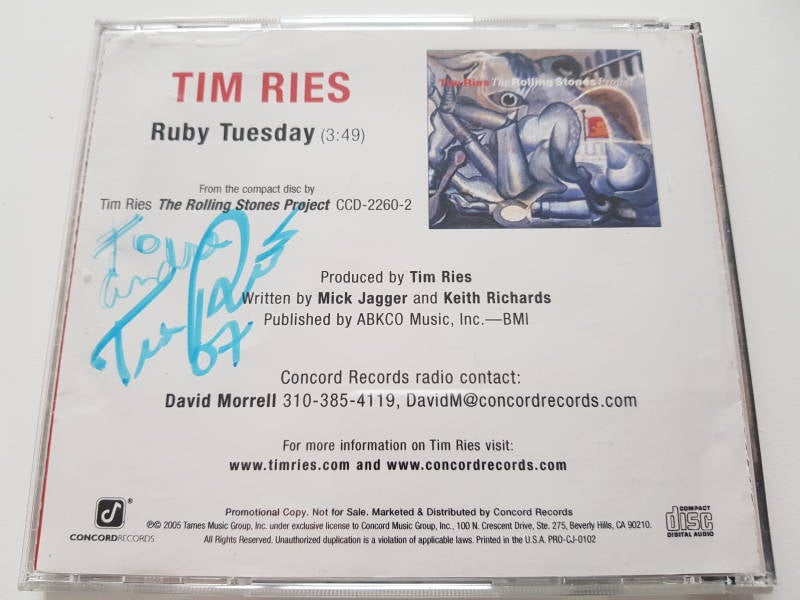 TIM RIES
Ruby Tuesday (3:49)
Tim Ries The Rolling Stones Project
From the compact disc by
Tim Ries The Rolling Stones Project CCD-2260-2
To
Andre
Tim Ries
07
Produced by Tim Ries
Written by Mick Jagger and Keith Richards
Published by ABKCO Music, Inc.—BMI
Concord Records radio contact:
David Morrell 310-385-4119, DavidM@concordrecords.com
For more information on Tim Ries visit:
www.timries.com and www.concordrecords.com
Promotional Copy. Not for Sale. Marketed & Distributed by Concord Records
℗© 2005 Tames Music Group, Inc. under exclusive license to Concord Music Group, Inc., 100 N. Crescent Drive, Ste. 275, Beverly Hills, CA 90210.
All Rights Reserved. Unauthorized duplication is a violation of applicable laws. Printed in the U.S.A. PRO-CJ-0102
CONCORDRECORDS
COMPACT
disc
DIGITAL AUDIO